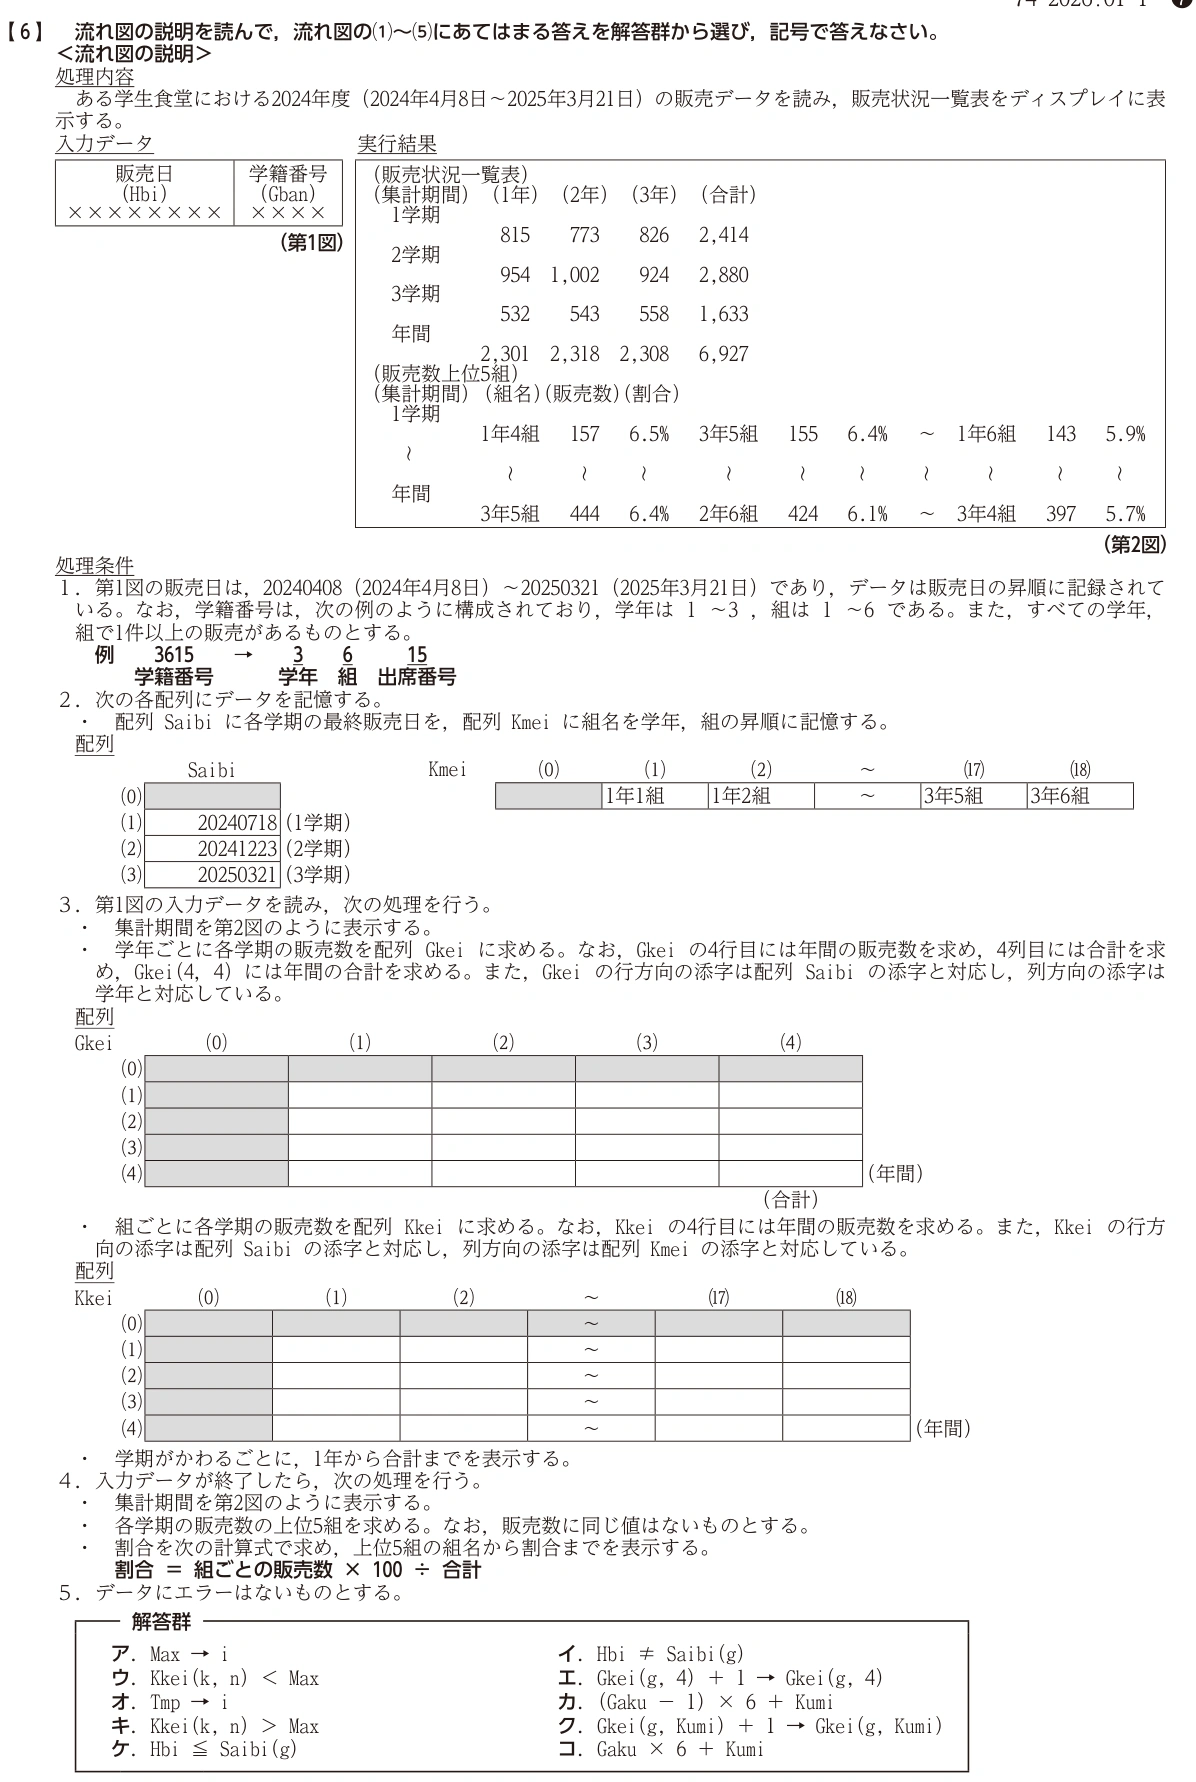 【6】 流れ図の説明を読んで，流れ図の⑴～⑸にあてはまる答えを解答群から選び，記号で答えなさい。
＜流れ図の説明＞
処理内容
ある学生食堂における2024年度（2024年4月8日～2025年3月21日）の販売データを読み，販売状況一覧表をディスプレイに表
示する。
入力データ
販売日 学籍番号
(Hbi) (Gban)
×××××××× ××××
(第1図)
実行結果
(販売状況一覧表)
(集計期間) (1年) (2年) (3年) (合計)
1学期
815 773 826 2,414
2学期
954 1,002 924 2,880
3学期
532 543 558 1,633
年間
2,301 2,318 2,308 6,927
(販売数上位5組)
(集計期間) (組名)(販売数)(割合)
1学期
1年4組 157 6.5% 3年5組 155 6.4% ～ 1年6組 143 5.9%
～ ～ ～ ～ ～ ～ ～ ～ ～ ～ ～
年間
3年5組 444 6.4% 2年6組 424 6.1% ～ 3年4組 397 5.7%
(第2図)
処理条件
1．第1図の販売日は，20240408（2024年4月8日）～20250321（2025年3月21日）であり，データは販売日の昇順に記録されて
いる。なお，学籍番号は，次の例のように構成されており，学年は 1 ～3 ，組は 1 ～6 である。また，すべての学年，
組で1件以上の販売があるものとする。
例 3615 → 3 6 15
学籍番号 学年 組 出席番号
2．次の各配列にデータを記憶する。
・ 配列 Saibi に各学期の最終販売日を，配列 Kmei に組名を学年，組の昇順に記憶する。
配列
Saibi Kmei (0) (1) (2) ～ (17) (18)
(0) 1年1組 1年2組 ～ 3年5組 3年6組
(1) 20240718 (1学期)
(2) 20241223 (2学期)
(3) 20250321 (3学期)
3．第1図の入力データを読み，次の処理を行う。
・ 集計期間を第2図のように表示する。
・ 学年ごとに各学期の販売数を配列 Gkei に求める。なお，Gkei の4行目には年間の販売数を求め，4列目には合計を求
め，Gkei(4, 4) には年間の合計を求める。また，Gkei の行方向の添字は配列 Saibi の添字と対応し，列方向の添字は
学年と対応している。
配列
Gkei (0) (1) (2) (3) (4)
(0)
(1)
(2)
(3)
(4) (年間)
(合計)
・ 組ごとに各学期の販売数を配列 Kkei に求める。なお，Kkei の4行目には年間の販売数を求める。また，Kkei の行方
向の添字は配列 Saibi の添字と対応し，列方向の添字は配列 Kmei の添字と対応している。
配列
Kkei (0) (1) (2) ～ (17) (18)
(0) ～
(1) ～
(2) ～
(3) ～
(4) ～ (年間)
・ 学期がかわるごとに，1年から合計までを表示する。
4．入力データが終了したら，次の処理を行う。
・ 集計期間を第2図のように表示する。
・ 各学期の販売数の上位5組を求める。なお，販売数に同じ値はないものとする。
・ 割合を次の計算式で求め，上位5組の組名から割合までを表示する。
割合 ＝ 組ごとの販売数 × 100 ÷ 合計
5．データにエラーはないものとする。
解答群
ア．Max → i イ．Hbi ≠ Saibi(g)
ウ．Kkei(k, n) < Max エ．Gkei(g, 4) + 1 → Gkei(g, 4)
オ．Tmp → i カ．(Gaku － 1) × 6 + Kumi
キ．Kkei(k, n) > Max ク．Gkei(g, Kumi) + 1 → Gkei(g, Kumi)
ケ．Hbi ≦ Saibi(g) コ．Gaku × 6 + Kumi